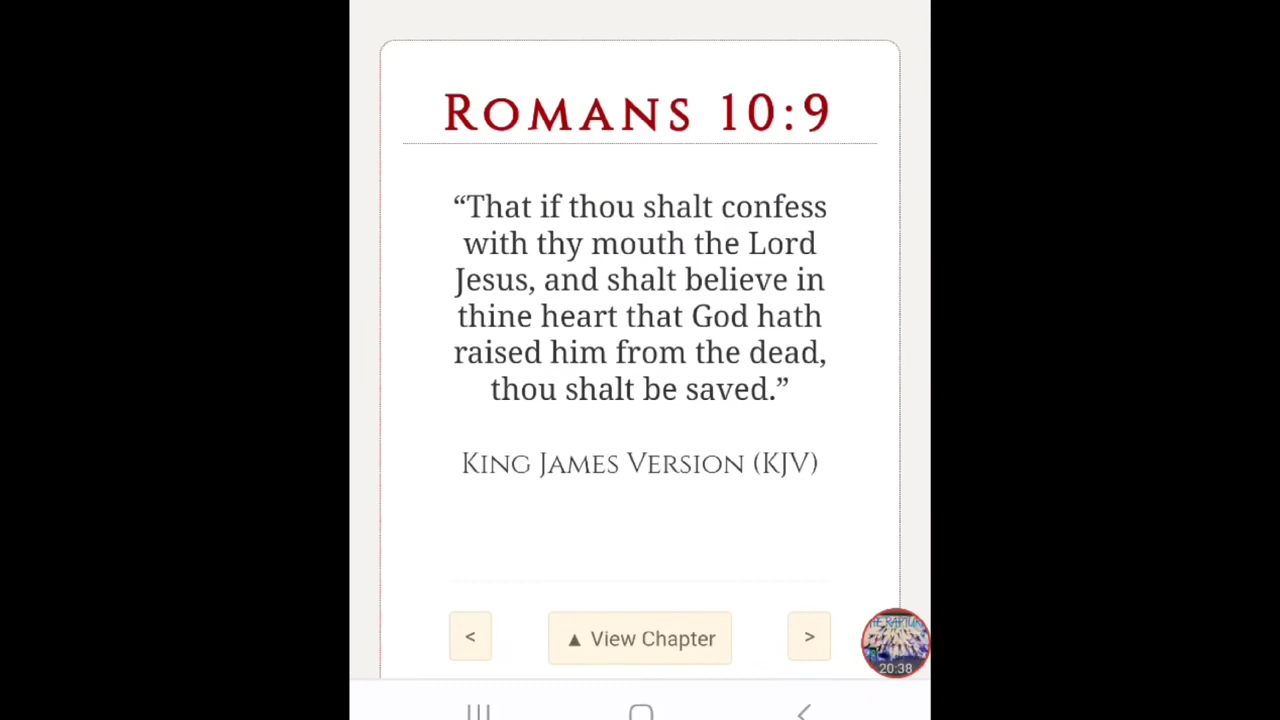 ROMANS 10:9
“That if thou shalt confess
with thy mouth the Lord
Jesus, and shalt believe in
thine heart that God hath
raised him from the dead,
thou shalt be saved.”
KING JAMES VERSION (KJV)
<
▲ View Chapter
>
HE RAPTUR
20:38